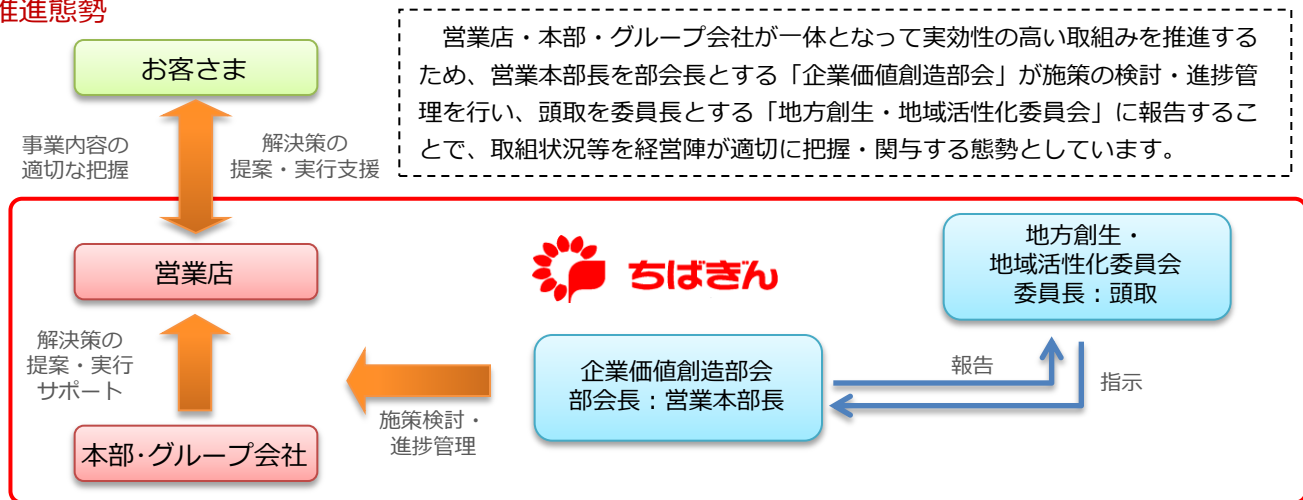 推進態勢
営業店・本部・グループ会社が一体となって実効性の高い取組みを推進する
ため、営業本部長を部会長とする「企業価値創造部会」が施策の検討・進捗管
理を行い、頭取を委員長とする「地方創生・地域活性化委員会」に報告するこ
とで、取組状況等を経営陣が適切に把握・関与する態勢としています。
お客さま
事業内容の
適切な把握
解決策の
提案・実行支援
営業店
ちばぎん
地方創生・
地域活性化委員会
委員長：頭取
解決策の
提案・実行
サポート
施策検討・
進捗管理
企業価値創造部会
部会長：営業本部長
報告
指示
本部･グループ会社